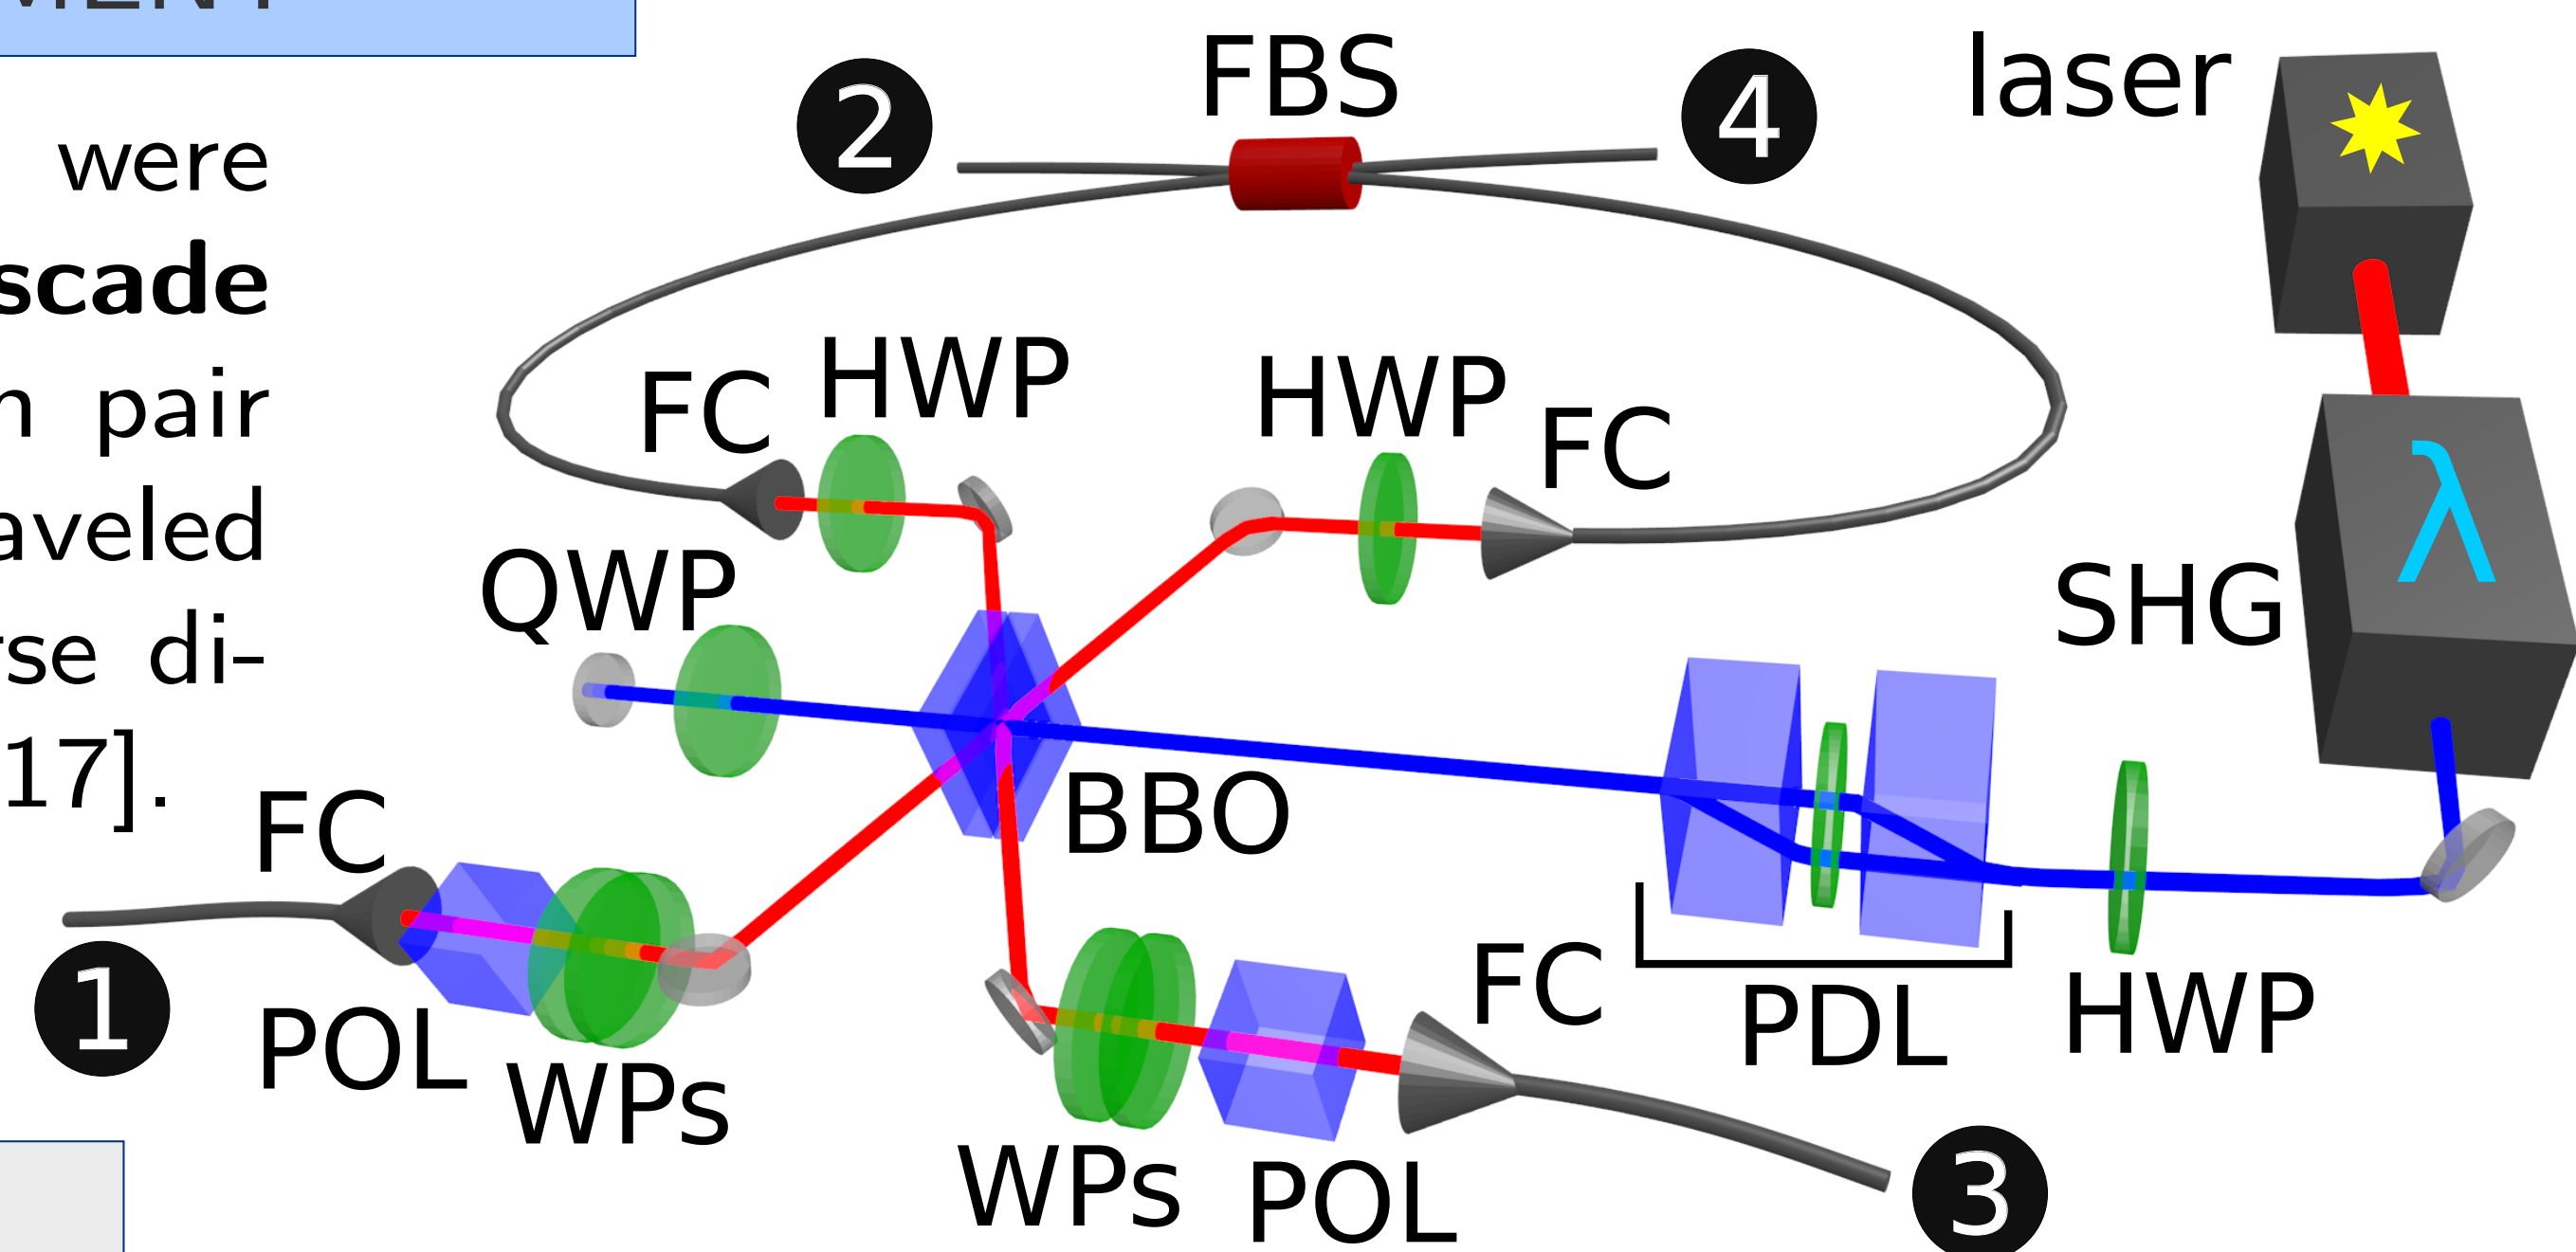 were
scade
pair
aveled
rse di-
17].
FBS
laser
2
4
FC
HWP
HWP
FC
QWP
λ
SHG
FC
BBO
1
POL
WPs
FC
PDL
HWP
WPs
POL
3